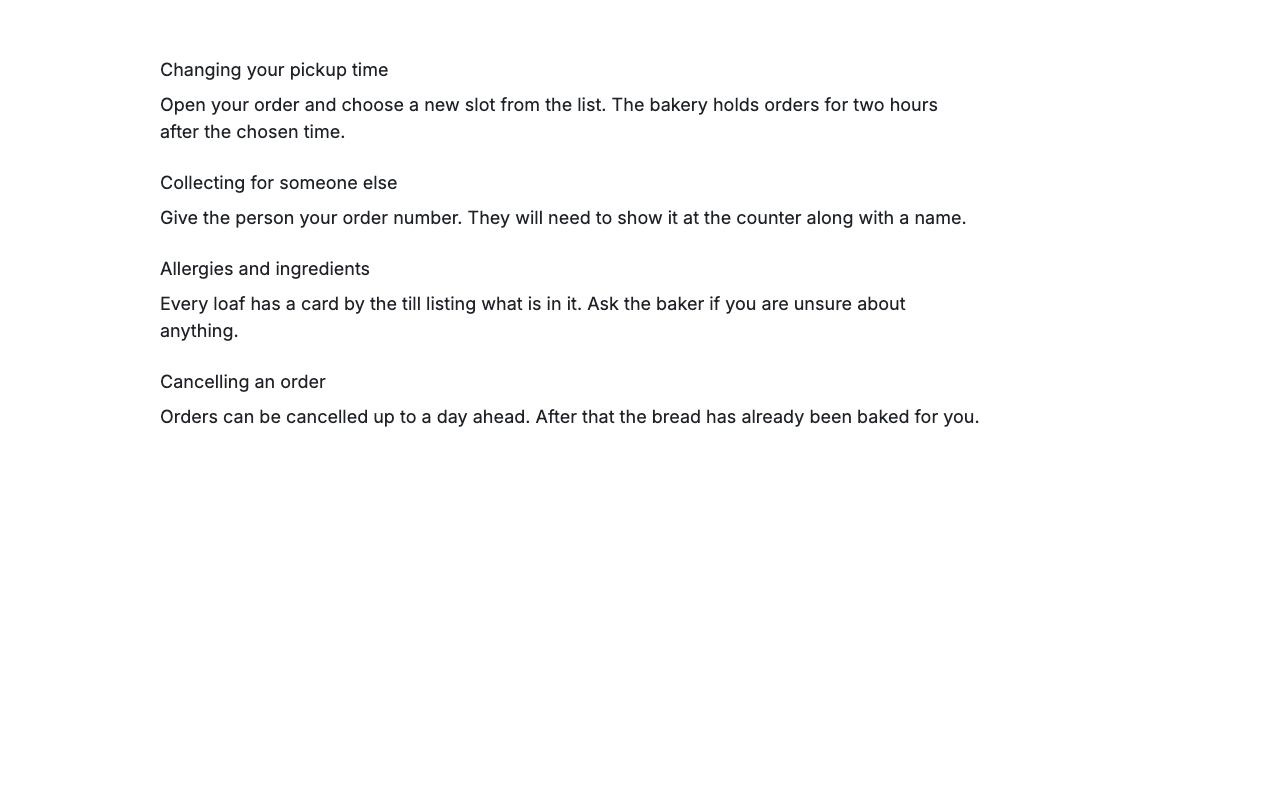 Changing your pickup time
Open your order and choose a new slot from the list. The bakery holds orders for two hours
after the chosen time.
Collecting for someone else
Give the person your order number. They will need to show it at the counter along with a name.
Allergies and ingredients
Every loaf has a card by the till listing what is in it. Ask the baker if you are unsure about
anything.
Cancelling an order
Orders can be cancelled up to a day ahead. After that the bread has already been baked for you.